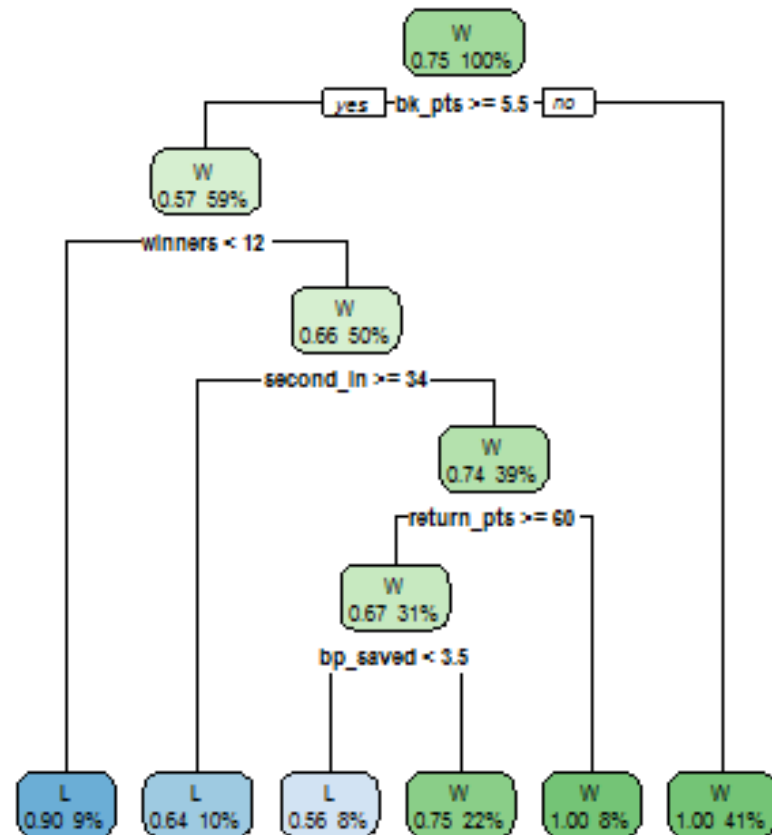 W
0.75 100%
yes bk_pts >= 5.5 no
W
0.57 59%
winners < 12
W
0.66 50%
second_in >= 34
W
0.74 39%
return_pts >= 60
W
0.67 31%
bp_saved < 3.5
L L L W W W
0.90 9% 0.64 10% 0.56 8% 0.75 22% 1.00 8% 1.00 41%